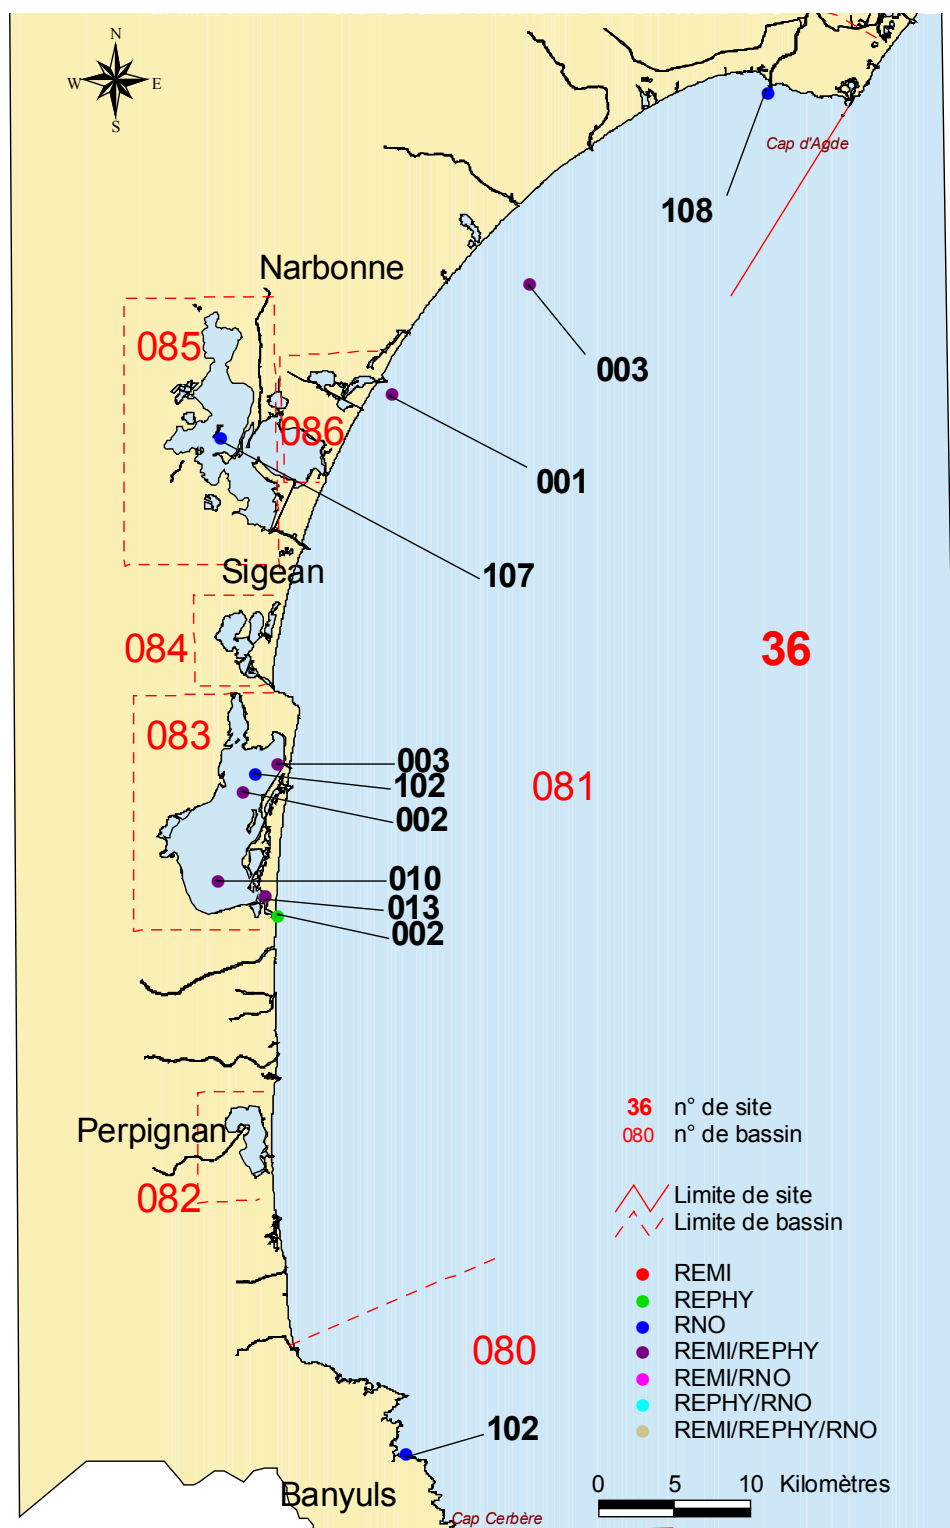 N
W
E
S
Cap d'Agde
108
Narbonne
003
085
086
001
107
Sigean
084
36
083
003
102
002
081
010
013
002
36 n° de site
080 n° de bassin
Perpignan
082
Limite de site
Limite de bassin
REMI
REPHY
RNO
REMI/REPHY
REMI/RNO
REPHY/RNO
REMI/REPHY/RNO
080
102
0 5 10 Kilomètres
Banyuls
Cap Cerbère